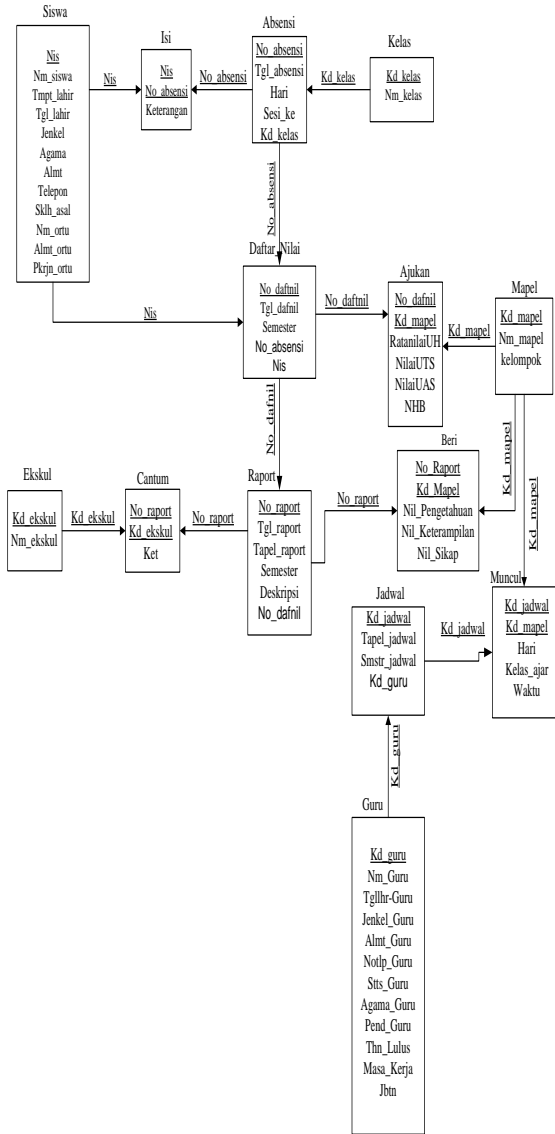 Siswa
Nis
Nm_siswa
Tmpt_lahir
Tgl_lahir
Jenkel
Agama
Almt
Telepon
Sklh_asal
Nm_ortu
Almt_ortu
Pkrjn_ortu
Nis
Isi
Nis
No_absensi
Keterangan
No_absensi
Absensi
No_absensi
Tgl_absensi
Hari
Sesi_ke
Kd_kelas
Kd_kelas
Kelas
Kd_kelas
Nm_kelas
No_absensi
Nis
Daftar_Nilai
No_daftnil
Tgl_dafnil
Semester
No_absensi
Nis
No_daftnil
Ajukan
No_dafnil
Kd_mapel
RatanilaiUH
NilaiUTS
NilaiUAS
NHB
Kd_mapel
Mapel
Kd_mapel
Nm_mapel
kelompok
No_dafnil
Kd_mapel
Kd_mapel
Ekskul
Kd_ekskul
Nm_ekskul
Kd_ekskul
Cantum
No_raport
Kd_ekskul
Ket
No_raport
Raport
No_raport
Tgl_raport
Tapel_raport
Semester
Deskripsi
No_dafnil
No_raport
Beri
No_Raport
Kd_Mapel
Nil_Pengetahuan
Nil_Keterampilan
Nil_Sikap
Jadwal
Kd_jadwal
Tapel_jadwal
Smstr_jadwal
Kd_guru
Kd_jadwal
Muncul
Kd_jadwal
Kd_mapel
Hari
Kelas_ajar
Waktu
Kd_guru
Guru
Kd_guru
Nm_Guru
Tgllhr-Guru
Jenkel_Guru
Almt_Guru
Notlp_Guru
Stts_Guru
Agama_Guru
Pend_Guru
Thn_Lulus
Masa_Kerja
Jbtn